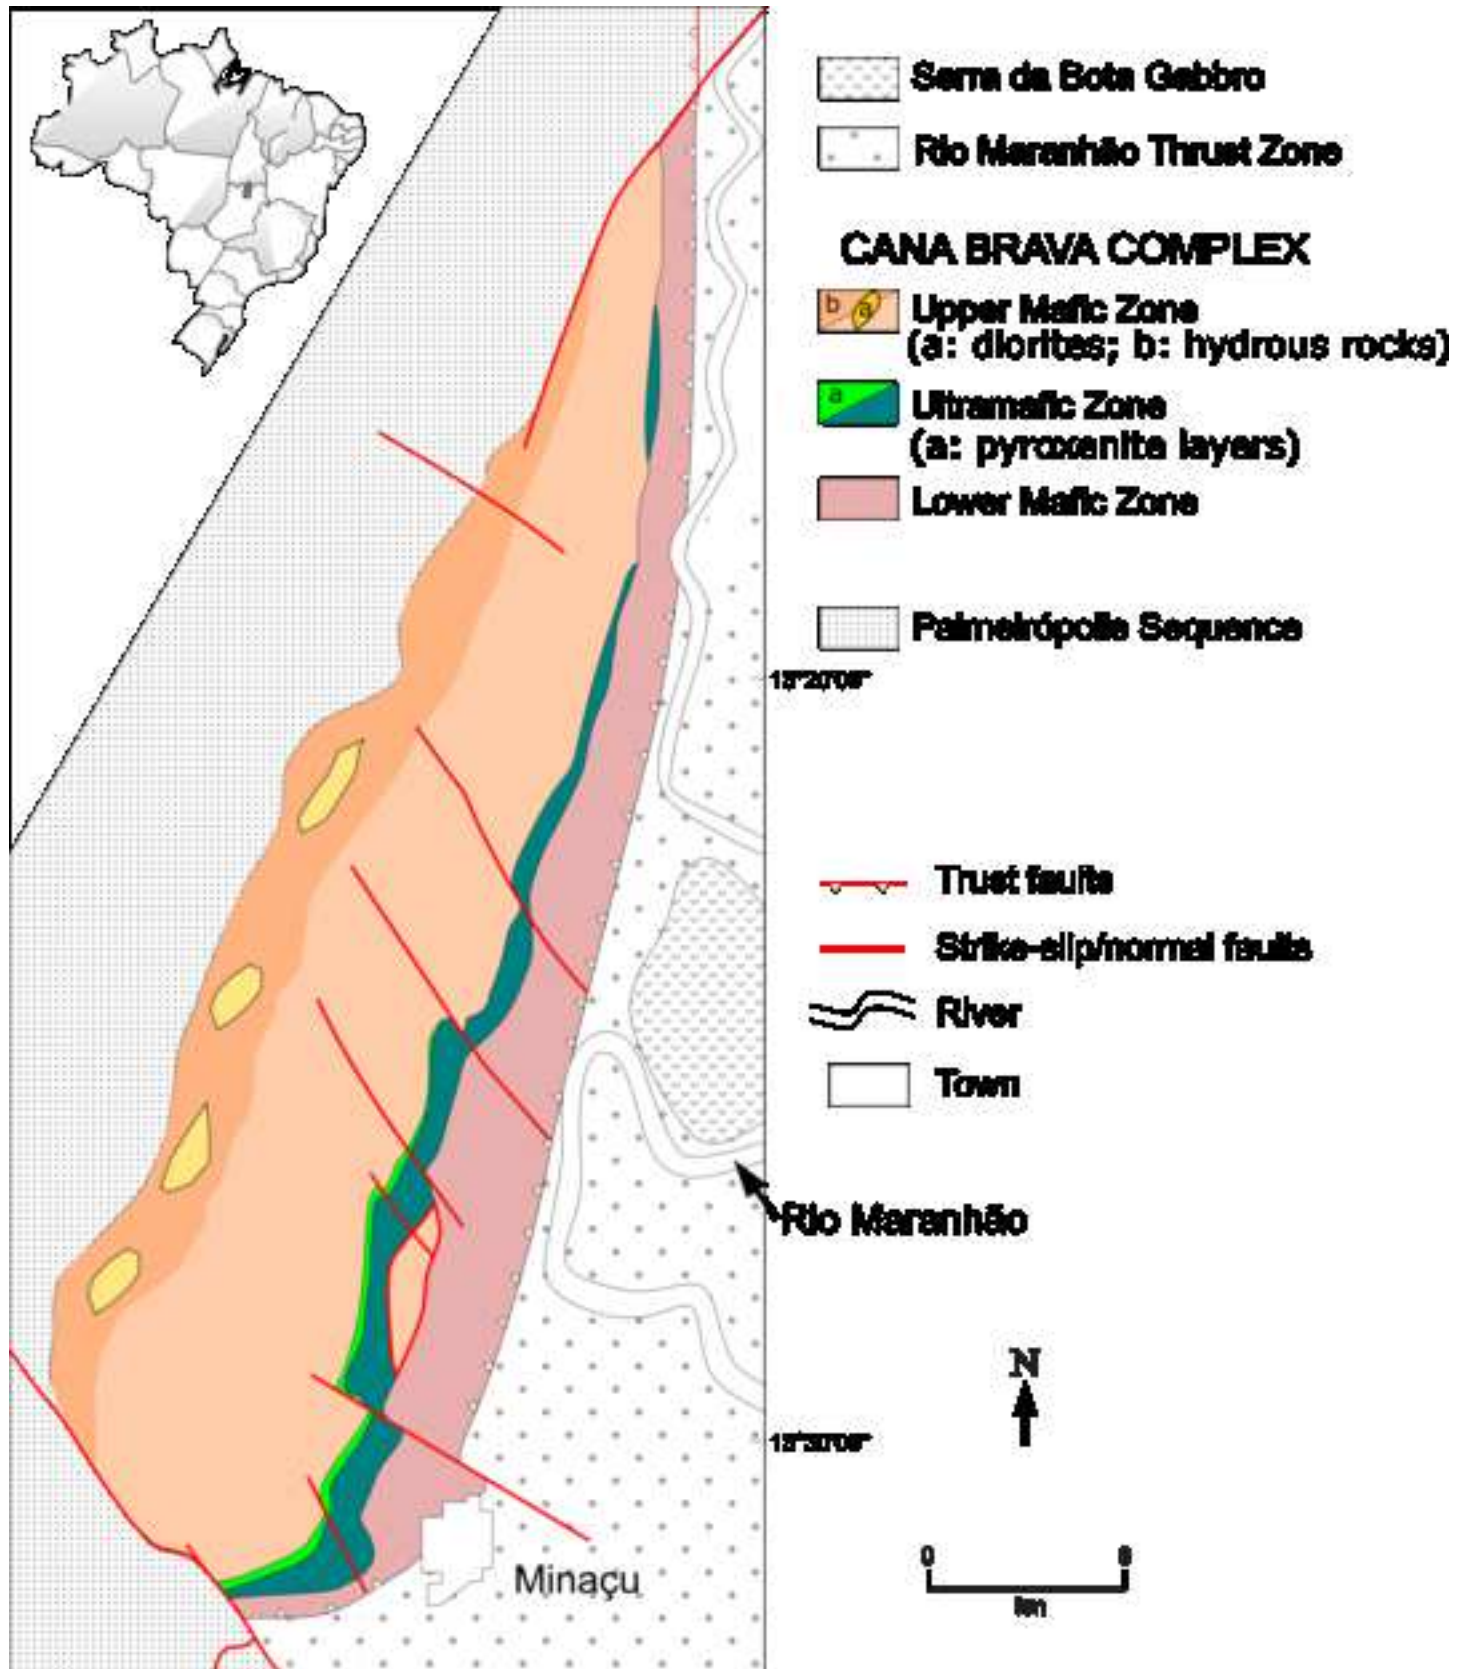 Serra da Bota Gabbro
Rio Maranhão Thrust Zone
CANA BRAVA COMPLEX
b a
Upper Mafic Zone
(a: diorites; b: hydrous rocks)
a
Ultramafic Zone
(a: pyroxenite layers)
Lower Mafic Zone
Palmeirópolis Sequence
Trust faults
Strike-slip/normal faults
River
Town
Rio Maranhão
N
Minaçu
0
km